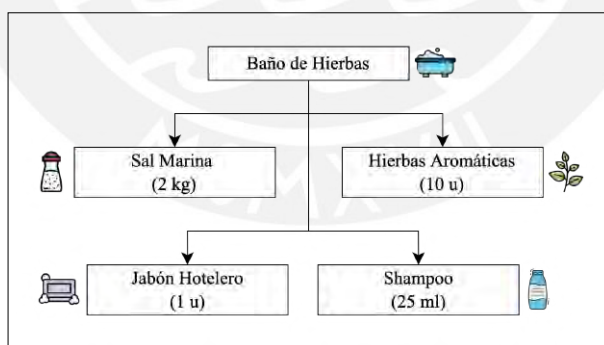 Baño de Hierbas
Sal Marina
(2 kg)
Hierbas Aromáticas
(10 u)
Jabón Hotelero
(1 u)
Shampoo
(25 ml)